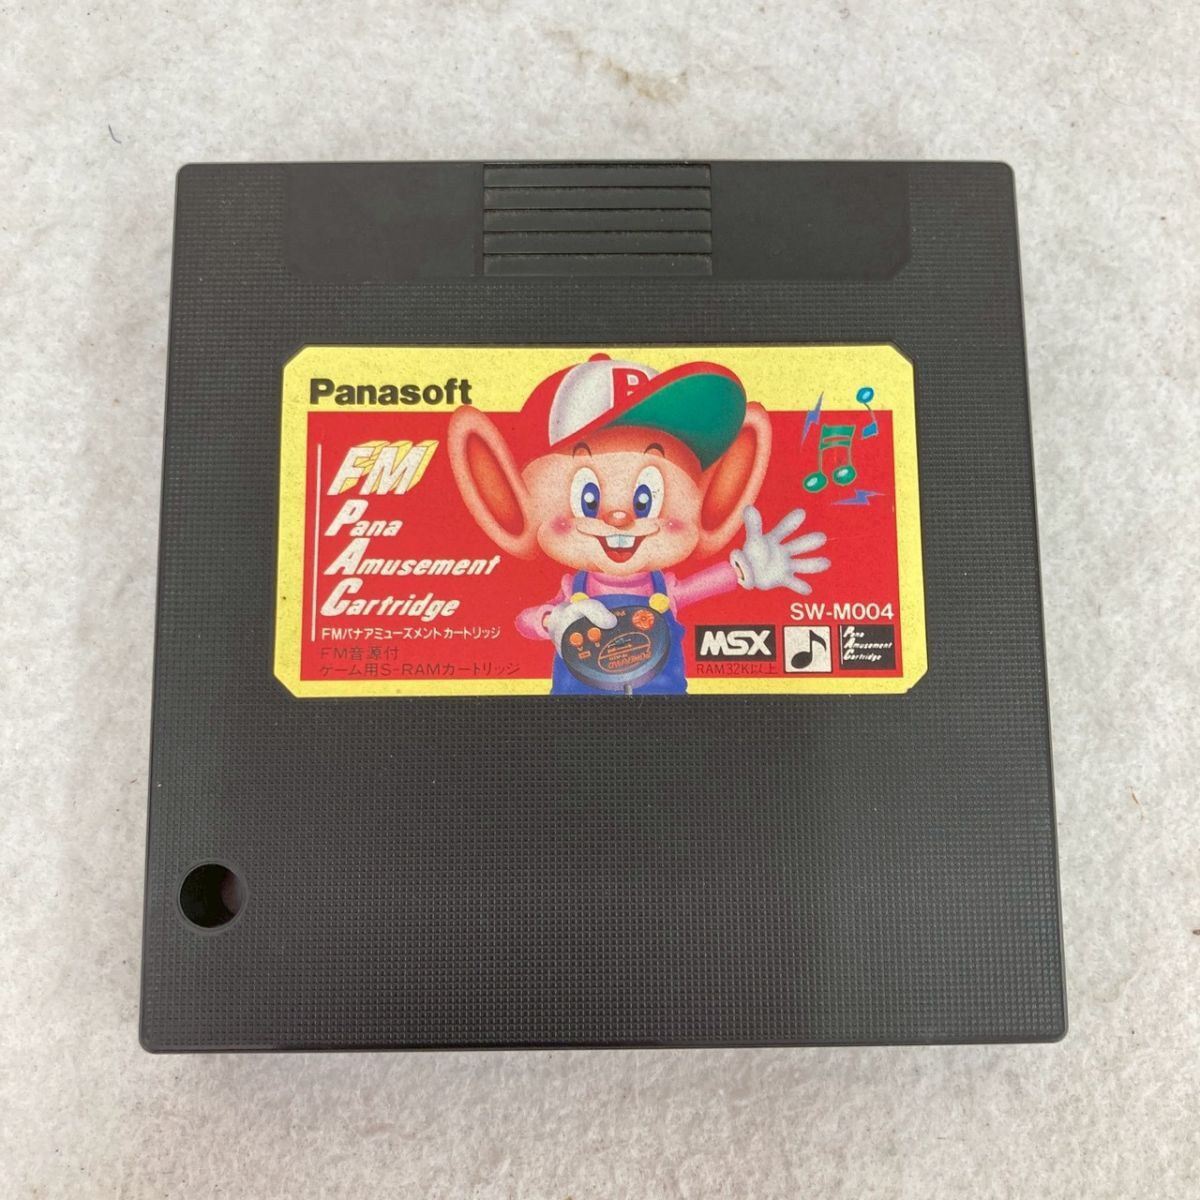 Panasoft
B
FM
Pana
Amusement
Cartridge
FMパナアミューズメント カートリッジ
FM音源付
ゲーム用S-RAMカートリッジ
SW-M004
MSX
RAM32K以上
Pana
Amusement
Cartridge